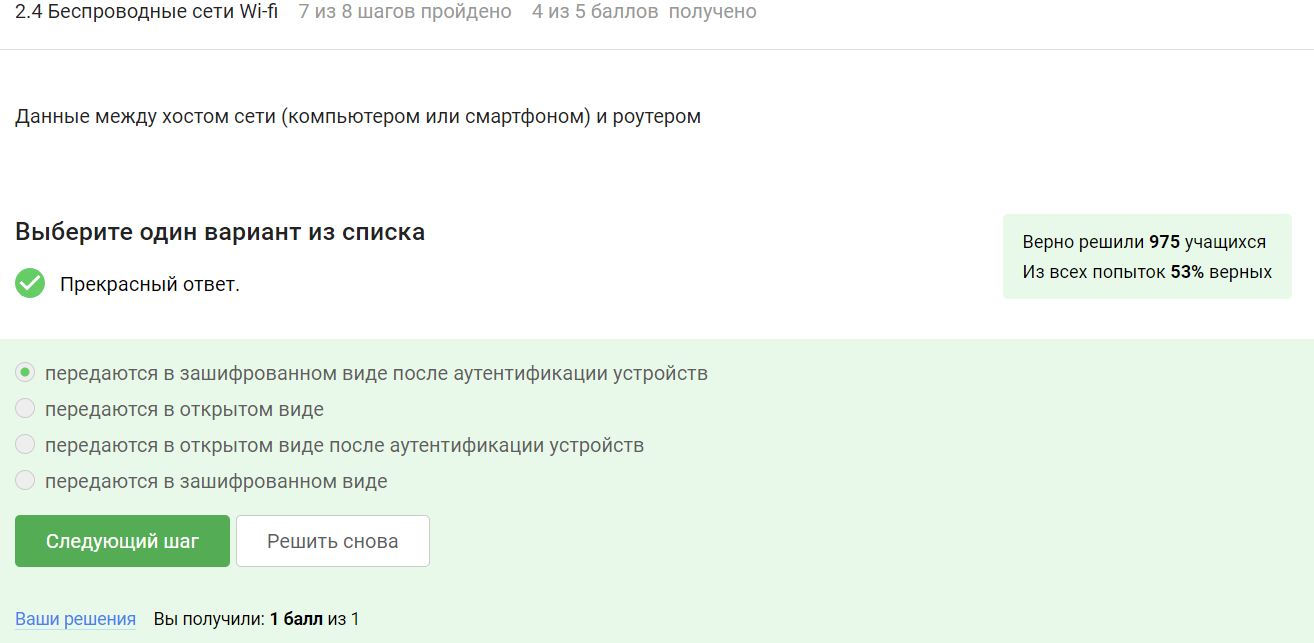 2.4 Беспроводные сети Wi-fi 7 из 8 шагов пройдено 4 из 5 баллов получено
Данные между хостом сети (компьютером или смартфоном) и роутером
Выберите один вариант из списка
Прекрасный ответ.
Верно решили 975 учащихся
Из всех попыток 53% верных
передаются в зашифрованном виде после аутентификации устройств
передаются в открытом виде
передаются в открытом виде после аутентификации устройств
передаются в зашифрованном виде
Следующий шаг Решить снова
Ваши решения Вы получили: 1 балл из 1